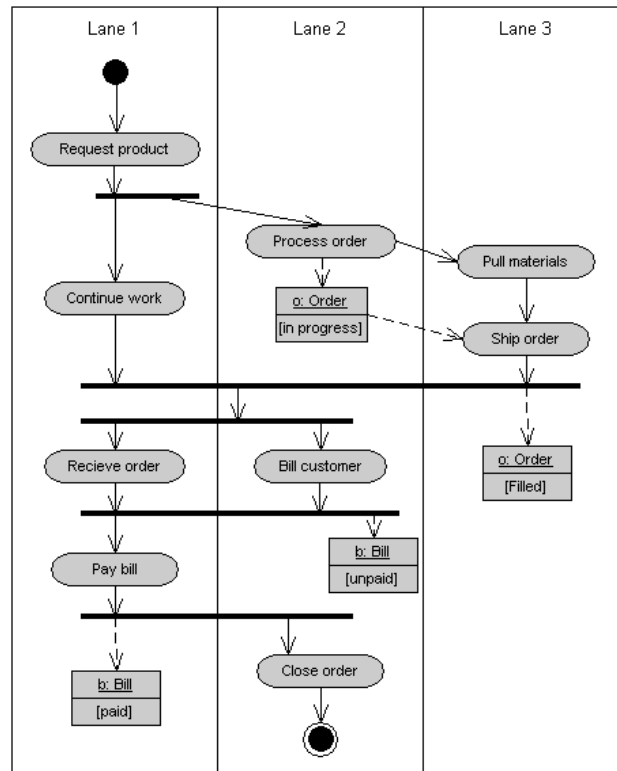 Lane 1
Lane 2
Lane 3
Request product
Process order
Pull materials
Continue work
o: Order
[in progress]
Ship order
Recieve order
Bill customer
o: Order
[Filled]
Pay bill
b: Bill
[unpaid]
Close order
b: Bill
[paid]